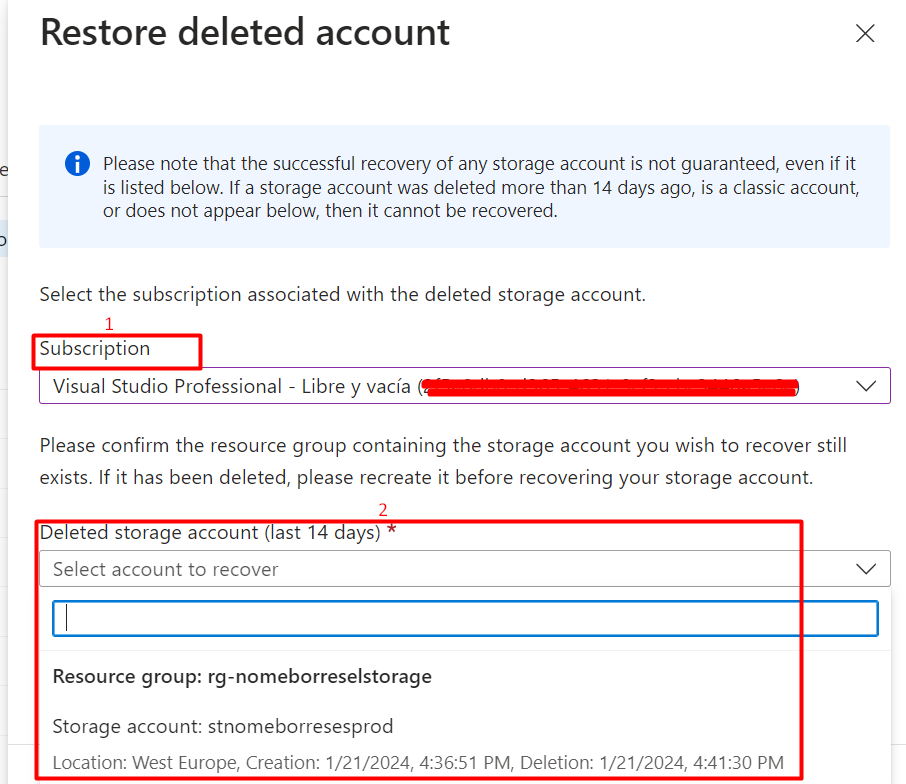 Restore deleted account
Please note that the successful recovery of any storage account is not guaranteed, even if it
is listed below. If a storage account was deleted more than 14 days ago, is a classic account,
or does not appear below, then it cannot be recovered.
Select the subscription associated with the deleted storage account.
1
Subscription
Visual Studio Professional - Libre y vacía (
Please confirm the resource group containing the storage account you wish to recover still
exists. If it has been deleted, please recreate it before recovering your storage account.
2
Deleted storage account (last 14 days) *
Select account to recover
Resource group: rg-nomeborreselstorage
Storage account: stnomeborresesprod
Location: West Europe, Creation: 1/21/2024, 4:36:51 PM, Deletion: 1/21/2024, 4:41:30 PM